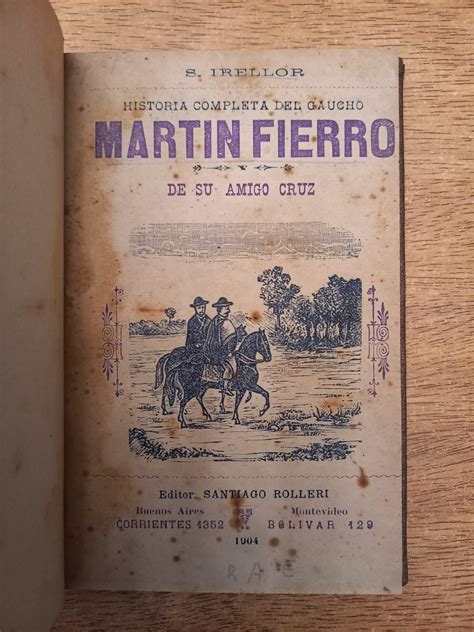 S. IRELLOR
HISTORIA COMPLETA DEL GAUCHO
MARTIN FIERRO
Y
DE SU AMIGO CRUZ
Editor SANTIAGO ROLLERI
Buenos Aires Montevideo
CORRIENTES 1352 BOLIVAR 129
1904
R A E